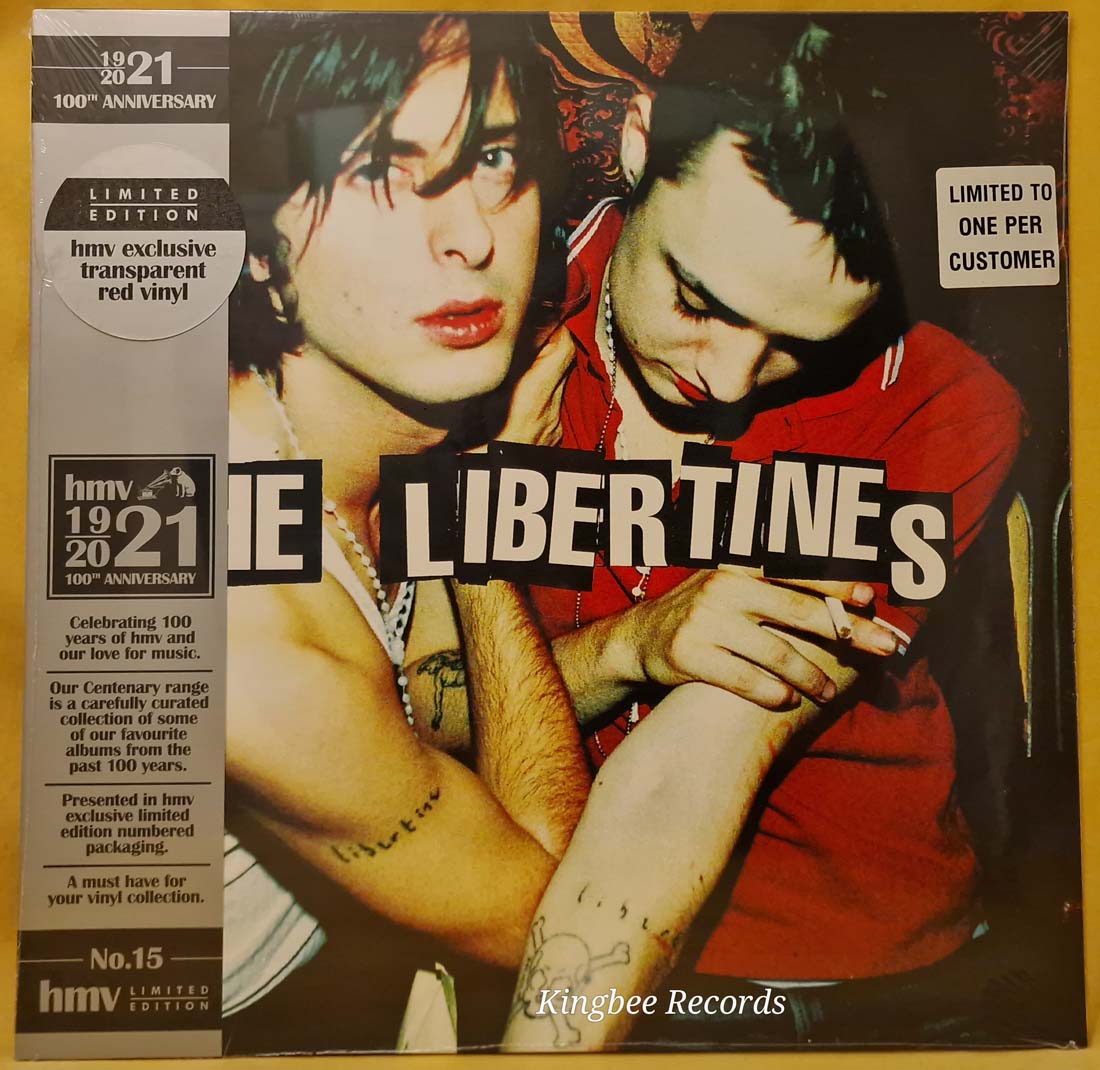 19
20 21
100TH ANNIVERSARY
LIMITED
EDITION
hmv exclusive
transparent
red vinyl
LIMITED TO
ONE PER
CUSTOMER
HE LIBERTINES
hmv
19
20 21
100TH ANNIVERSARY
Celebrating 100
years of hmv and
our love for music.
Our Centenary range
is a carefully curated
collection of some
of our favourite
albums from the
past 100 years.
Presented in hmv
exclusive limited
edition numbered
packaging.
A must have for
your vinyl collection.
No.15
hmv LIMITED
EDITION
libertine
Kingbee Records